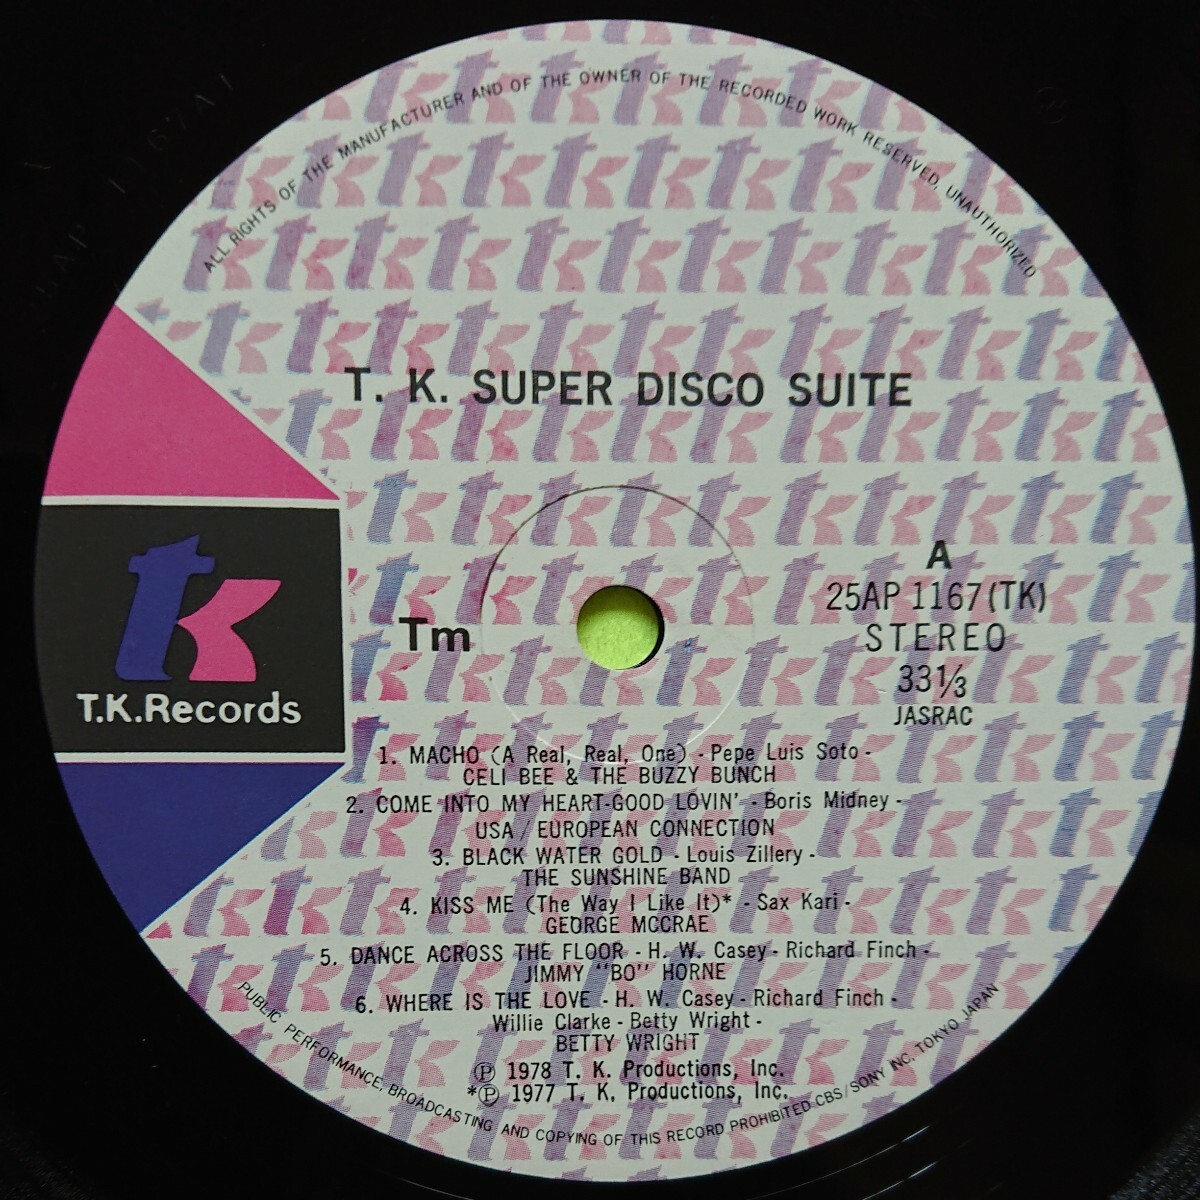 ALL RIGHTS OF THE MANUFACTURER AND OF THE OWNER OF THE RECORDED WORK RESERVED, UNAUTHORIZED
T. K. SUPER DISCO SUITE
tk
T.K.Records
Tm
A
25AP 1167(TK)
STEREO
33⅓
JASRAC
1. MACHO (A Real, Real, One) - Pepe Luis Soto -
CELI BEE & THE BUZZY BUNCH
2. COME INTO MY HEART-GOOD LOVIN' - Boris Midney -
USA / EUROPEAN CONNECTION
3. BLACK WATER GOLD - Louis Zillery -
THE SUNSHINE BAND
4. KISS ME (The Way I Like It)* - Sax Kari -
GEORGE MCCRAE
5. DANCE ACROSS THE FLOOR - H. W. Casey - Richard Finch -
JIMMY "BO" HORNE
6. WHERE IS THE LOVE - H. W. Casey - Richard Finch -
Willie Clarke - Betty Wright -
BETTY WRIGHT
Ⓟ 1978 T. K. Productions, Inc.
*Ⓟ 1977 T. K. Productions, Inc.
PUBLIC PERFORMANCE, BROADCASTING AND COPYING OF THIS RECORD PROHIBITED CBS/SONY INC. TOKYO JAPAN